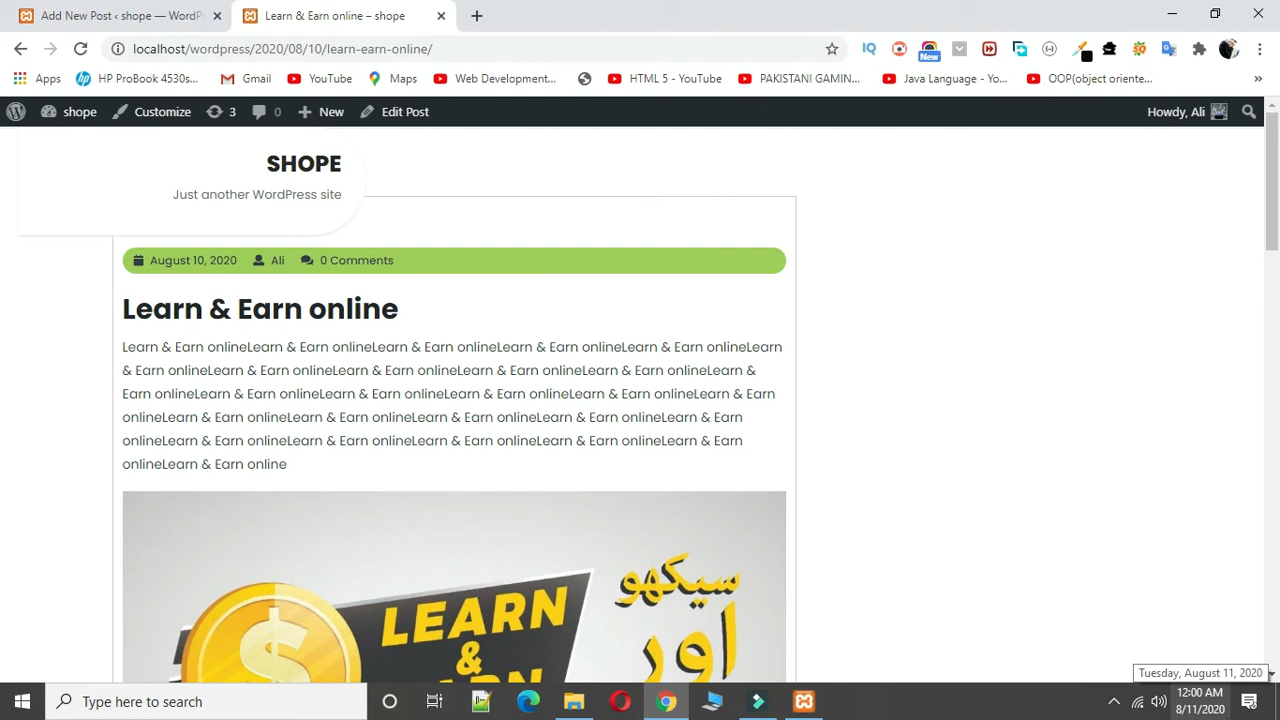 Add New Post ‹ shope — WordP
Learn & Earn online – shope
localhost/wordpress/2020/08/10/learn-earn-online/
IQ
New
Apps
HP ProBook 4530s...
Gmail
YouTube
Maps
Web Development...
HTML 5 - YouTube
PAKISTANI GAMIN...
Java Language - Yo...
OOP(object oriente...
shope
Customize
3
0
New
Edit Post
Howdy, Ali
SHOPE
Just another WordPress site
August 10, 2020 Ali 0 Comments
Learn & Earn online
Learn & Earn onlineLearn & Earn onlineLearn & Earn onlineLearn & Earn onlineLearn & Earn onlineLearn
& Earn onlineLearn & Earn onlineLearn & Earn onlineLearn & Earn onlineLearn & Earn onlineLearn &
Earn onlineLearn & Earn onlineLearn & Earn onlineLearn & Earn onlineLearn & Earn onlineLearn & Earn
onlineLearn & Earn onlineLearn & Earn onlineLearn & Earn onlineLearn & Earn onlineLearn & Earn
onlineLearn & Earn onlineLearn & Earn onlineLearn & Earn onlineLearn & Earn onlineLearn & Earn
onlineLearn & Earn online
LEARN
&
EARN
سیکھو
اور
Tuesday, August 11, 2020
Type here to search
12:00 AM
8/11/2020